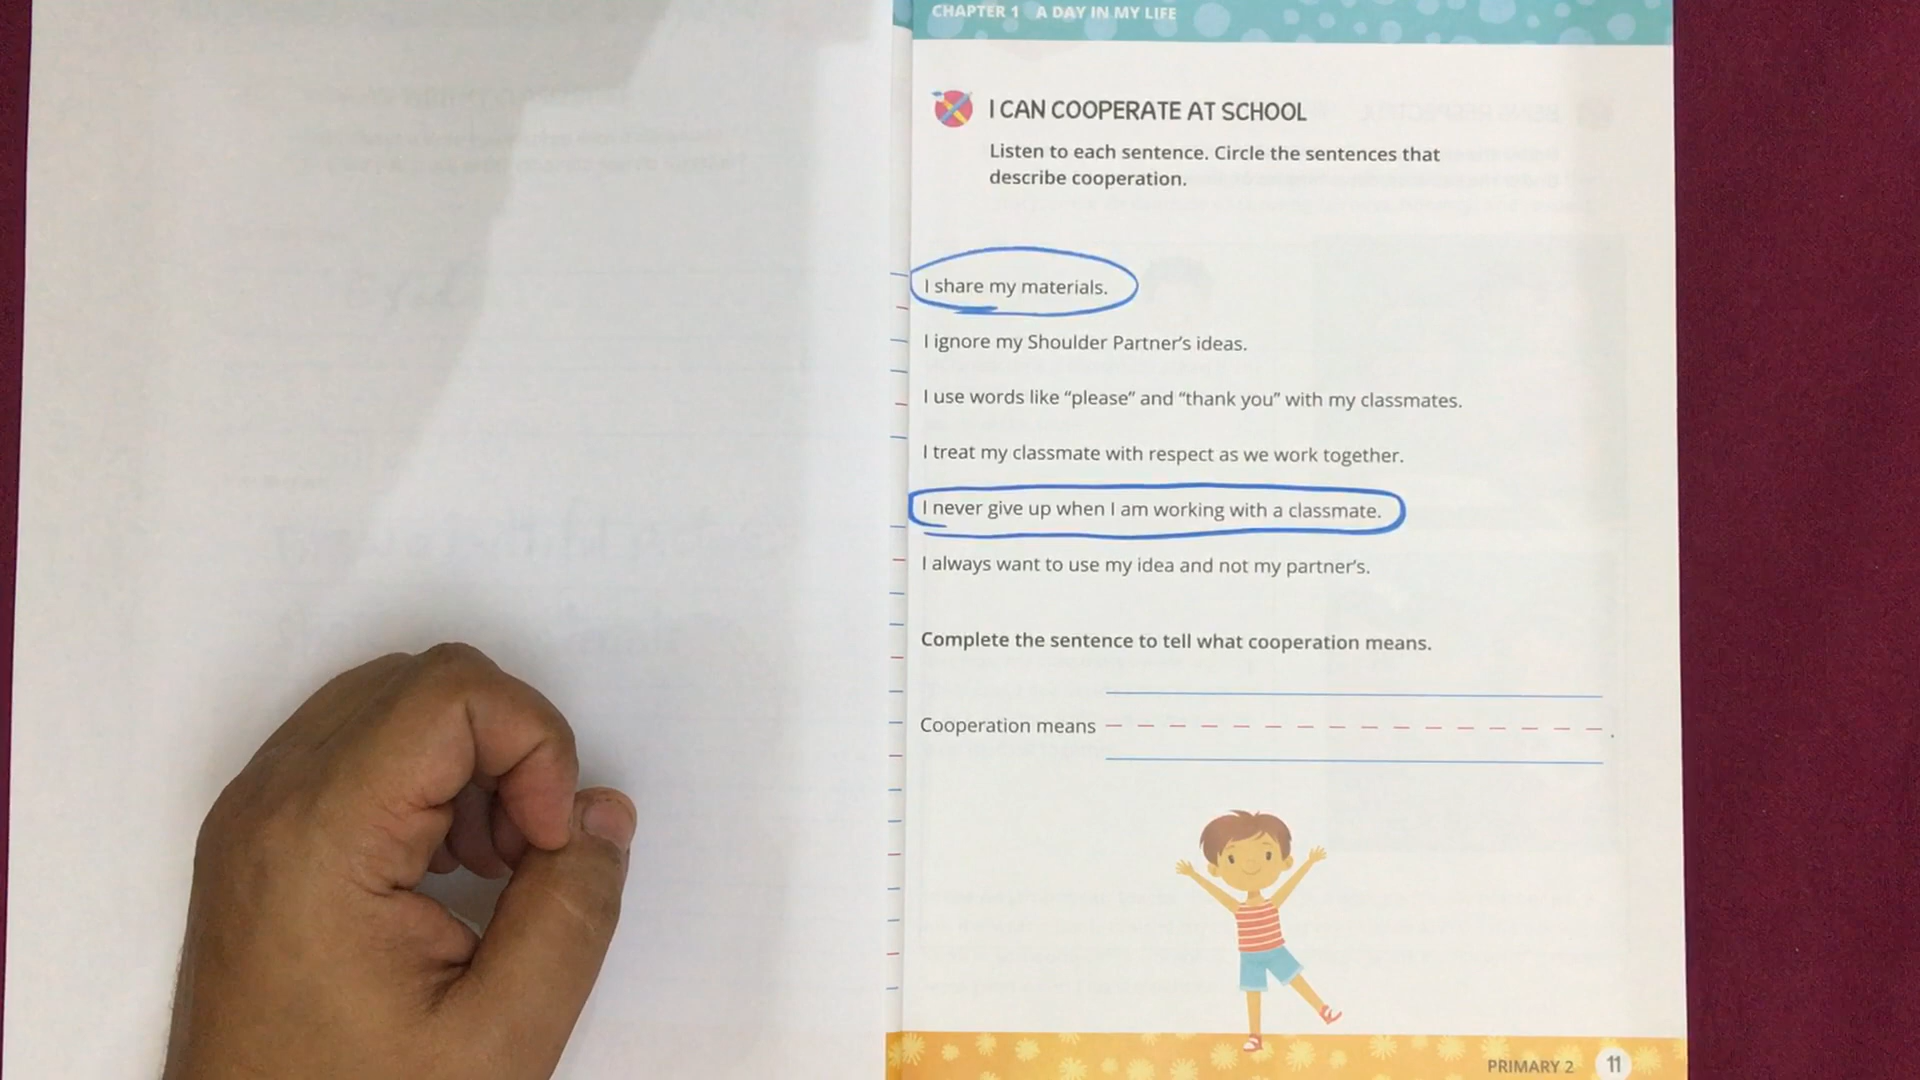 CHAPTER 1 A DAY IN MY LIFE
I CAN COOPERATE AT SCHOOL
Listen to each sentence. Circle the sentences that
describe cooperation.
I share my materials.
I ignore my Shoulder Partner’s ideas.
I use words like “please” and “thank you” with my classmates.
I treat my classmate with respect as we work together.
I never give up when I am working with a classmate.
I always want to use my idea and not my partner’s.
Complete the sentence to tell what cooperation means.
Cooperation means .
PRIMARY 2 11